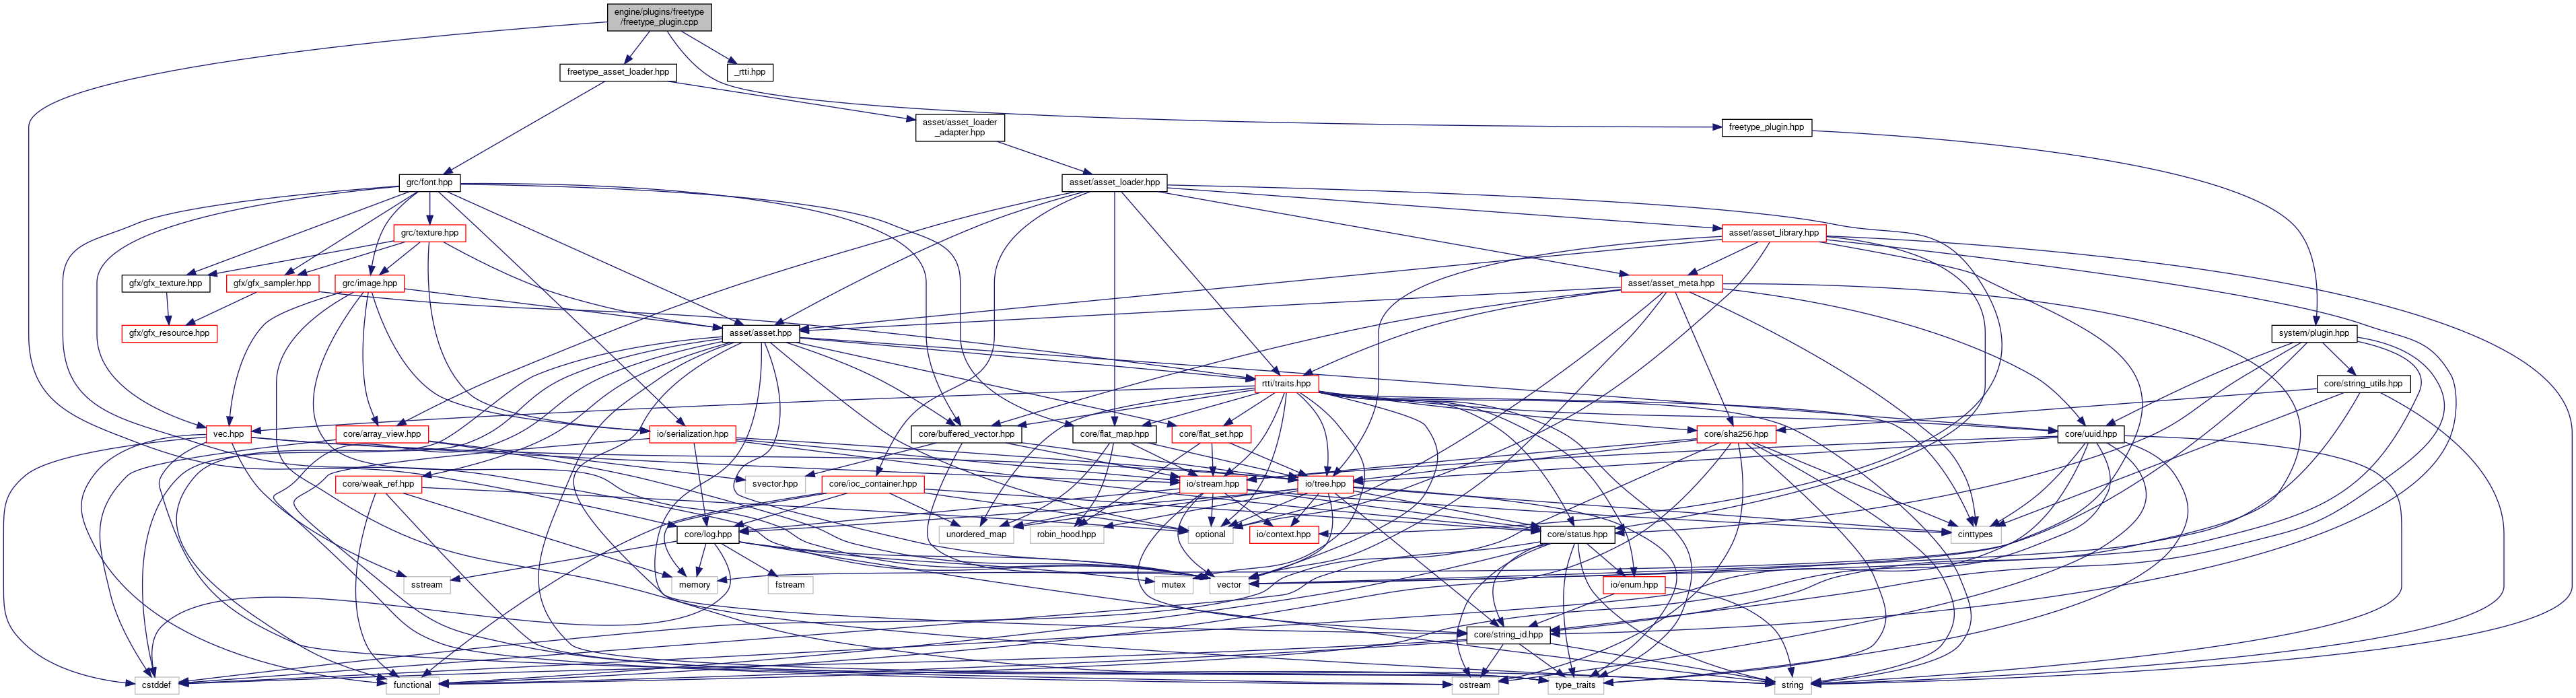 engine/plugins/freetype
/freetype_plugin.cpp
freetype_asset_loader.hpp
_rtti.hpp
asset/asset_loader
_adapter.hpp
freetype_plugin.hpp
grc/font.hpp
asset/asset_loader.hpp
grc/texture.hpp
asset/asset_library.hpp
gfx/gfx_texture.hpp
gfx/gfx_sampler.hpp
grc/image.hpp
asset/asset_meta.hpp
gfx/gfx_resource.hpp
asset/asset.hpp
system/plugin.hpp
rtti/traits.hpp
core/string_utils.hpp
vec.hpp
core/array_view.hpp
io/serialization.hpp
core/buffered_vector.hpp
core/flat_map.hpp
core/flat_set.hpp
core/sha256.hpp
core/uuid.hpp
core/weak_ref.hpp
svector.hpp
core/ioc_container.hpp
io/stream.hpp
io/tree.hpp
core/log.hpp
unordered_map
robin_hood.hpp
optional
io/context.hpp
core/status.hpp
cinttypes
sstream
memory
fstream
mutex
vector
io/enum.hpp
core/string_id.hpp
cstddef
functional
ostream
type_traits
string